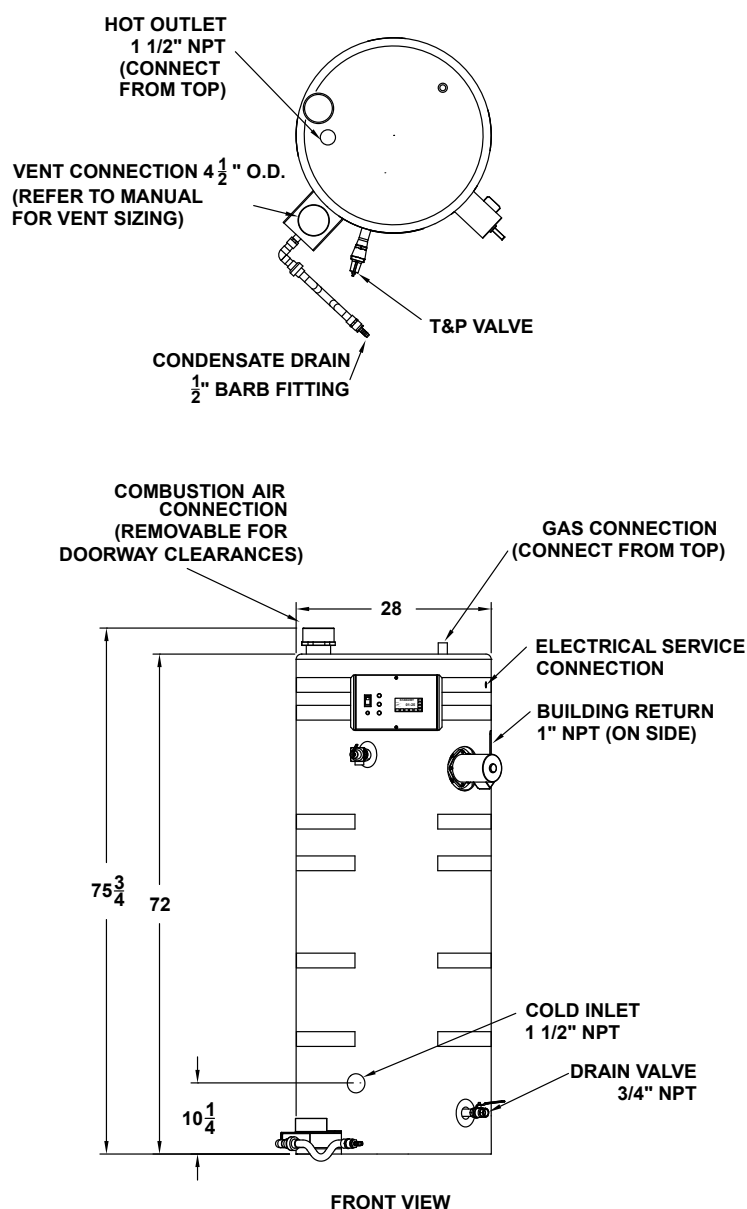 HOT OUTLET
1 1/2" NPT
(CONNECT
FROM TOP)
VENT CONNECTION 4 1/2 " O.D.
(REFER TO MANUAL
FOR VENT SIZING)
T&P VALVE
CONDENSATE DRAIN
1/2" BARB FITTING
COMBUSTION AIR
CONNECTION
(REMOVABLE FOR
DOORWAY CLEARANCES)
GAS CONNECTION
(CONNECT FROM TOP)
28
ELECTRICAL SERVICE
CONNECTION
BUILDING RETURN
1" NPT (ON SIDE)
75 3/4
72
COLD INLET
1 1/2" NPT
DRAIN VALVE
3/4" NPT
10 1/4
FRONT VIEW